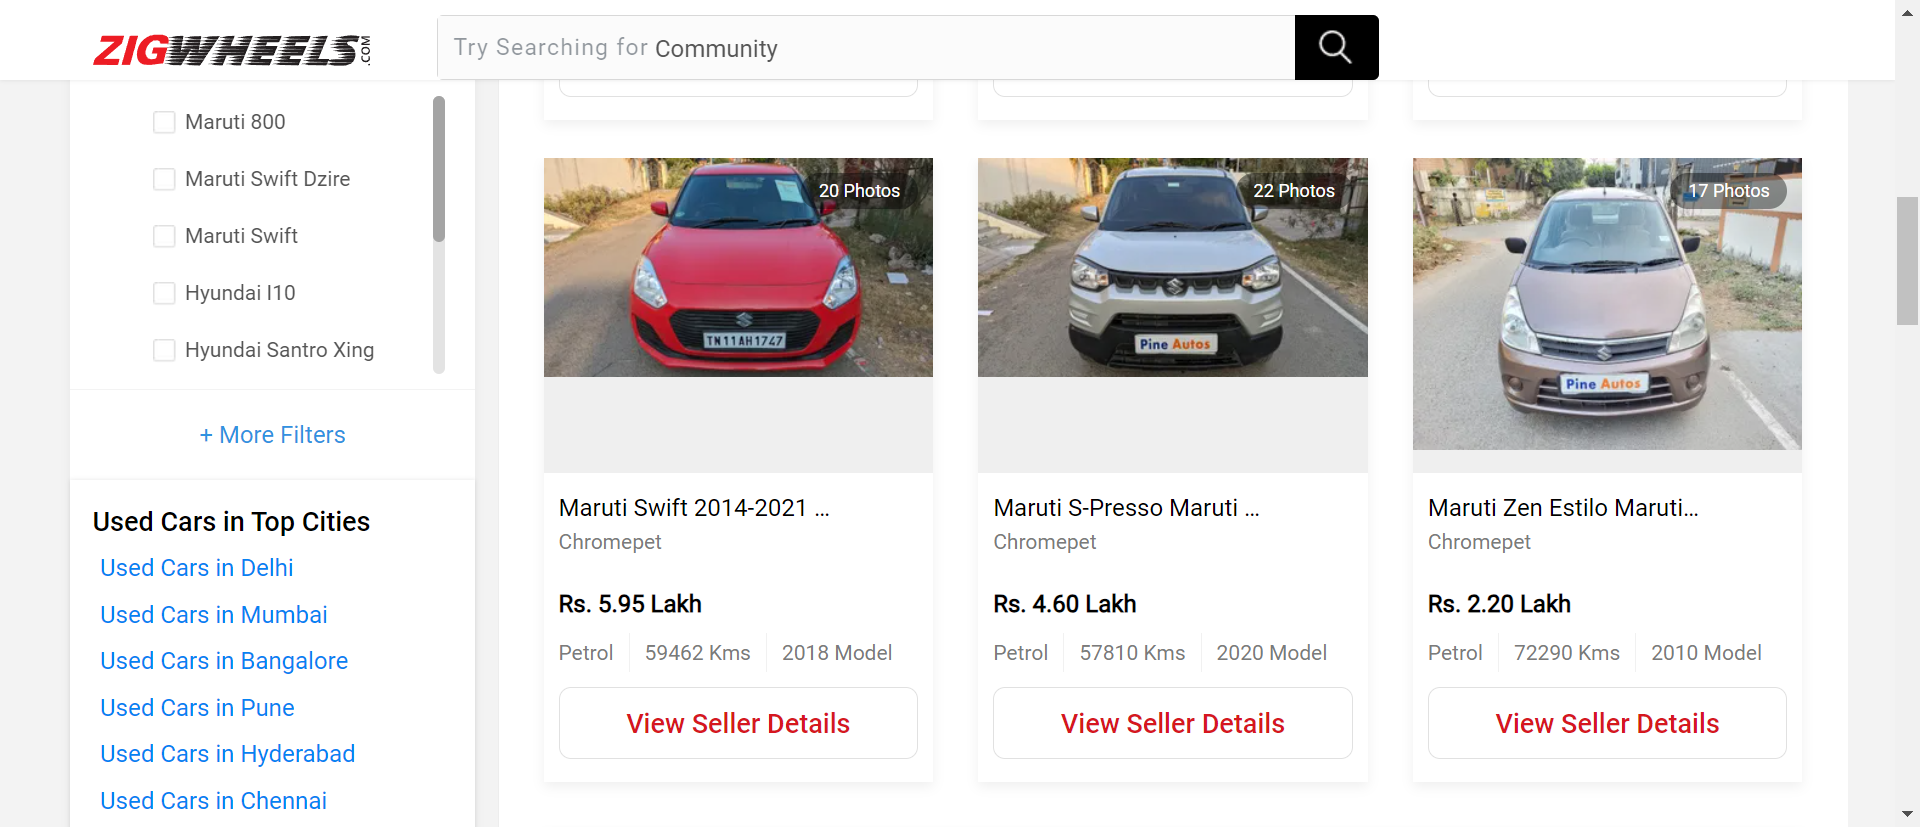 ZIGWHEELS.COM
Try Searching for Community
Maruti 800
Maruti Swift Dzire
Maruti Swift
Hyundai I10
Hyundai Santro Xing
+ More Filters
Used Cars in Top Cities
Used Cars in Delhi
Used Cars in Mumbai
Used Cars in Bangalore
Used Cars in Pune
Used Cars in Hyderabad
Used Cars in Chennai
20 Photos
TN11AH1747
Maruti Swift 2014-2021 ...
Chromepet
Rs. 5.95 Lakh
Petrol 59462 Kms 2018 Model
View Seller Details
22 Photos
Pine Autos
Maruti S-Presso Maruti ...
Chromepet
Rs. 4.60 Lakh
Petrol 57810 Kms 2020 Model
View Seller Details
17 Photos
Pine Autos
Maruti Zen Estilo Maruti...
Chromepet
Rs. 2.20 Lakh
Petrol 72290 Kms 2010 Model
View Seller Details